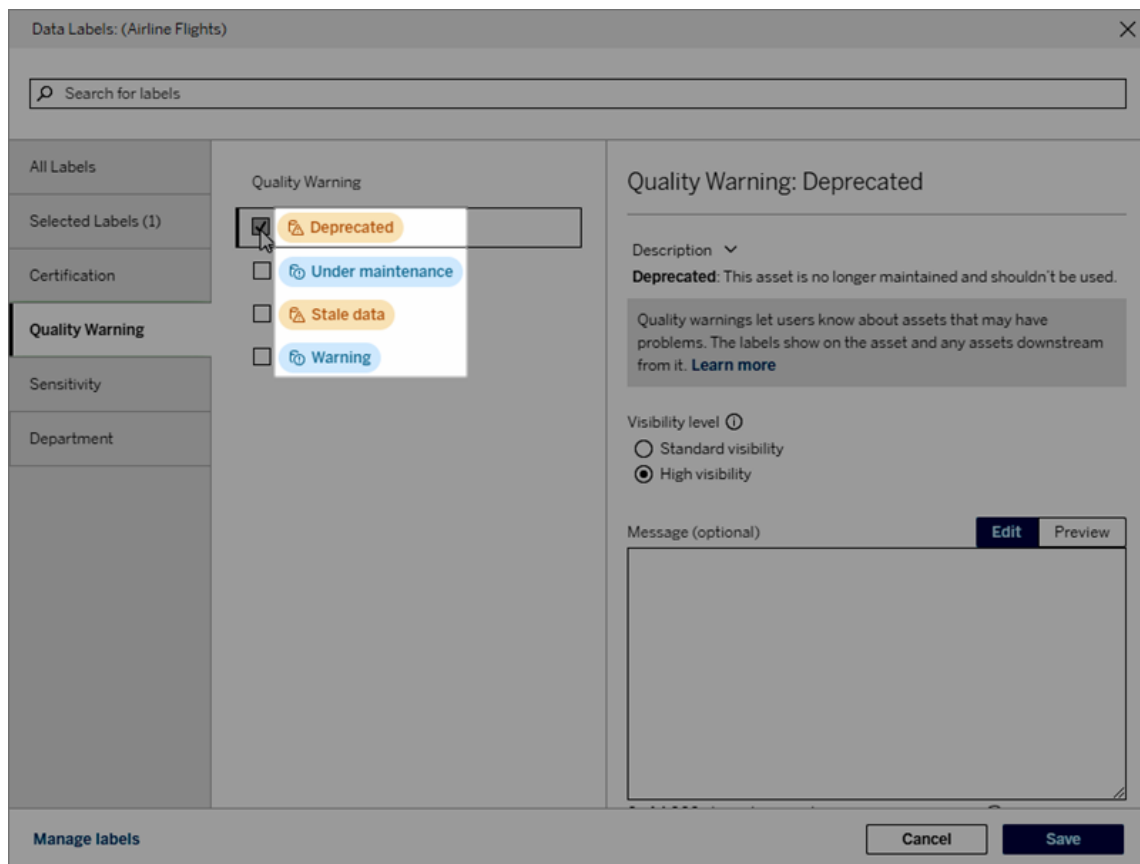 Data Labels: (Airline Flights)
Search for labels
All Labels
Selected Labels (1)
Certification
Quality Warning
Sensitivity
Department
Quality Warning
Deprecated
Under maintenance
Stale data
Warning
Quality Warning: Deprecated
Description
Deprecated: This asset is no longer maintained and shouldn't be used.
Quality warnings let users know about assets that may have
problems. The labels show on the asset and any assets downstream
from it. Learn more
Visibility level
Standard visibility
High visibility
Message (optional)
Edit
Preview
Manage labels
Cancel
Save